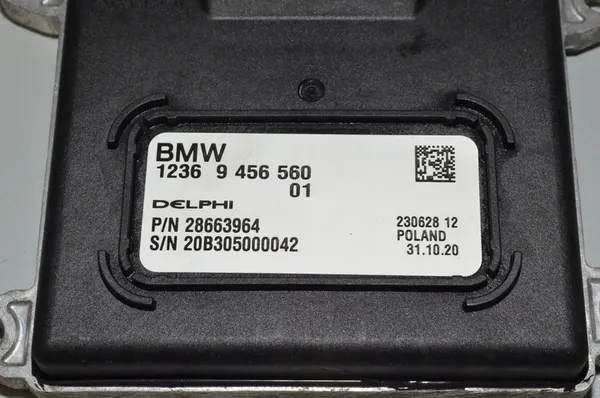 BMW
1236 9 456 560
01
DELPHI
P/N 28663964
S/N 20B305000042
230628 12
POLAND
31.10.20